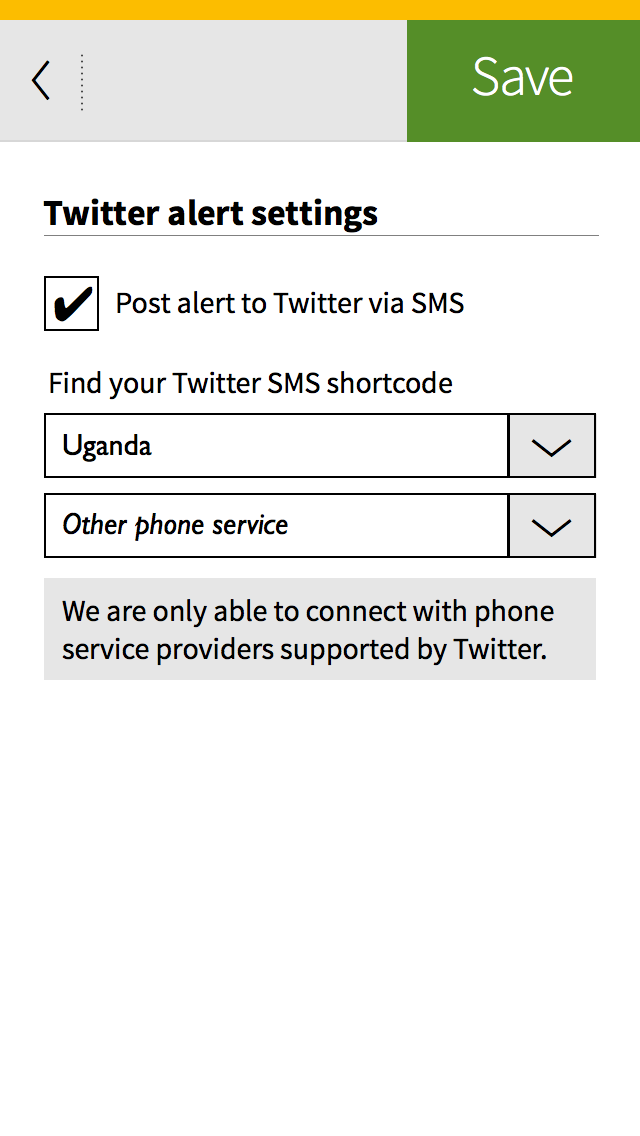 Save
Twitter alert settings
Post alert to Twitter via SMS
Find your Twitter SMS shortcode
Uganda
Other phone service
We are only able to connect with phone
service providers supported by Twitter.